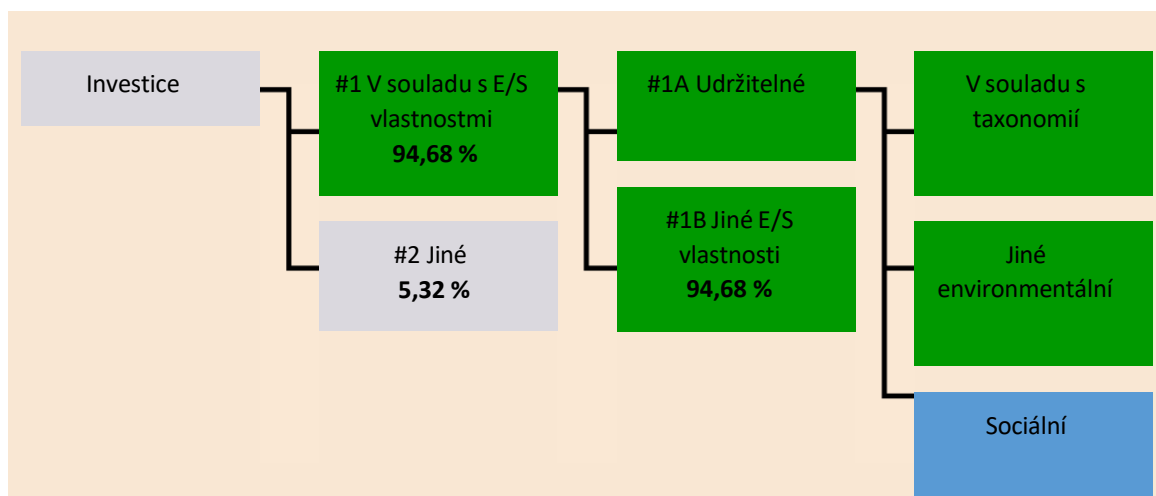 Investice
#1 V souladu s E/S
vlastnostmi
94,68 %
#2 Jiné
5,32 %
#1A Udržitelné
#1B Jiné E/S
vlastnosti
94,68 %
V souladu s
taxonomií
Jiné
environmentální
Sociální